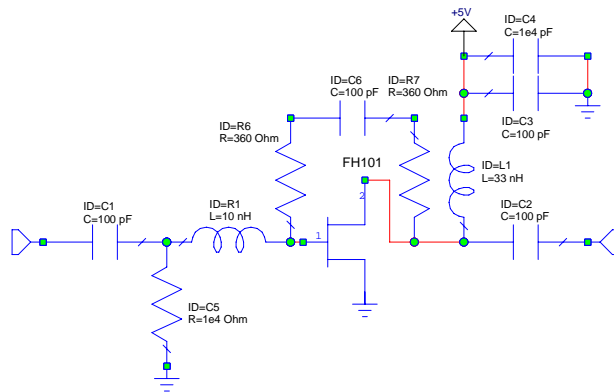 +5V
ID=C4
C=1e4 pF
ID=C6
C=100 pF
ID=R7
R=360 Ohm
ID=R6
R=360 Ohm
ID=C3
C=100 pF
FH101
ID=L1
L=33 nH
2
ID=C1
C=100 pF
ID=R1
L=10 nH
ID=C2
C=100 pF
1
ID=C5
R=1e4 Ohm